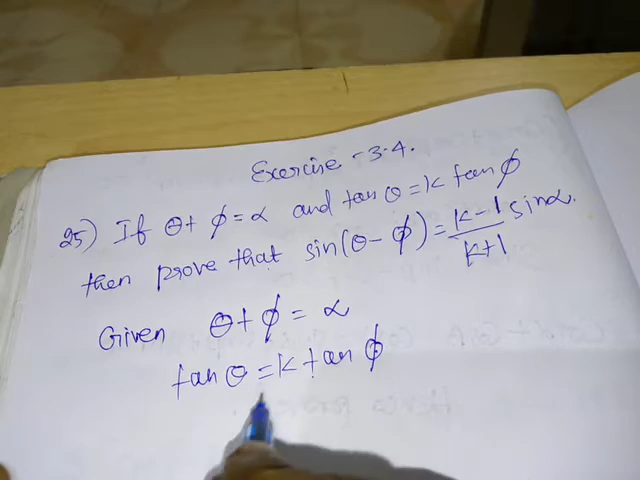 Exercise - 3.4.
25) If θ + ϕ = α and tan θ = k tan ϕ
then prove that sin(θ - ϕ) = k-1/k+1 sin α.
Given θ + ϕ = α
tan θ = k tan ϕ